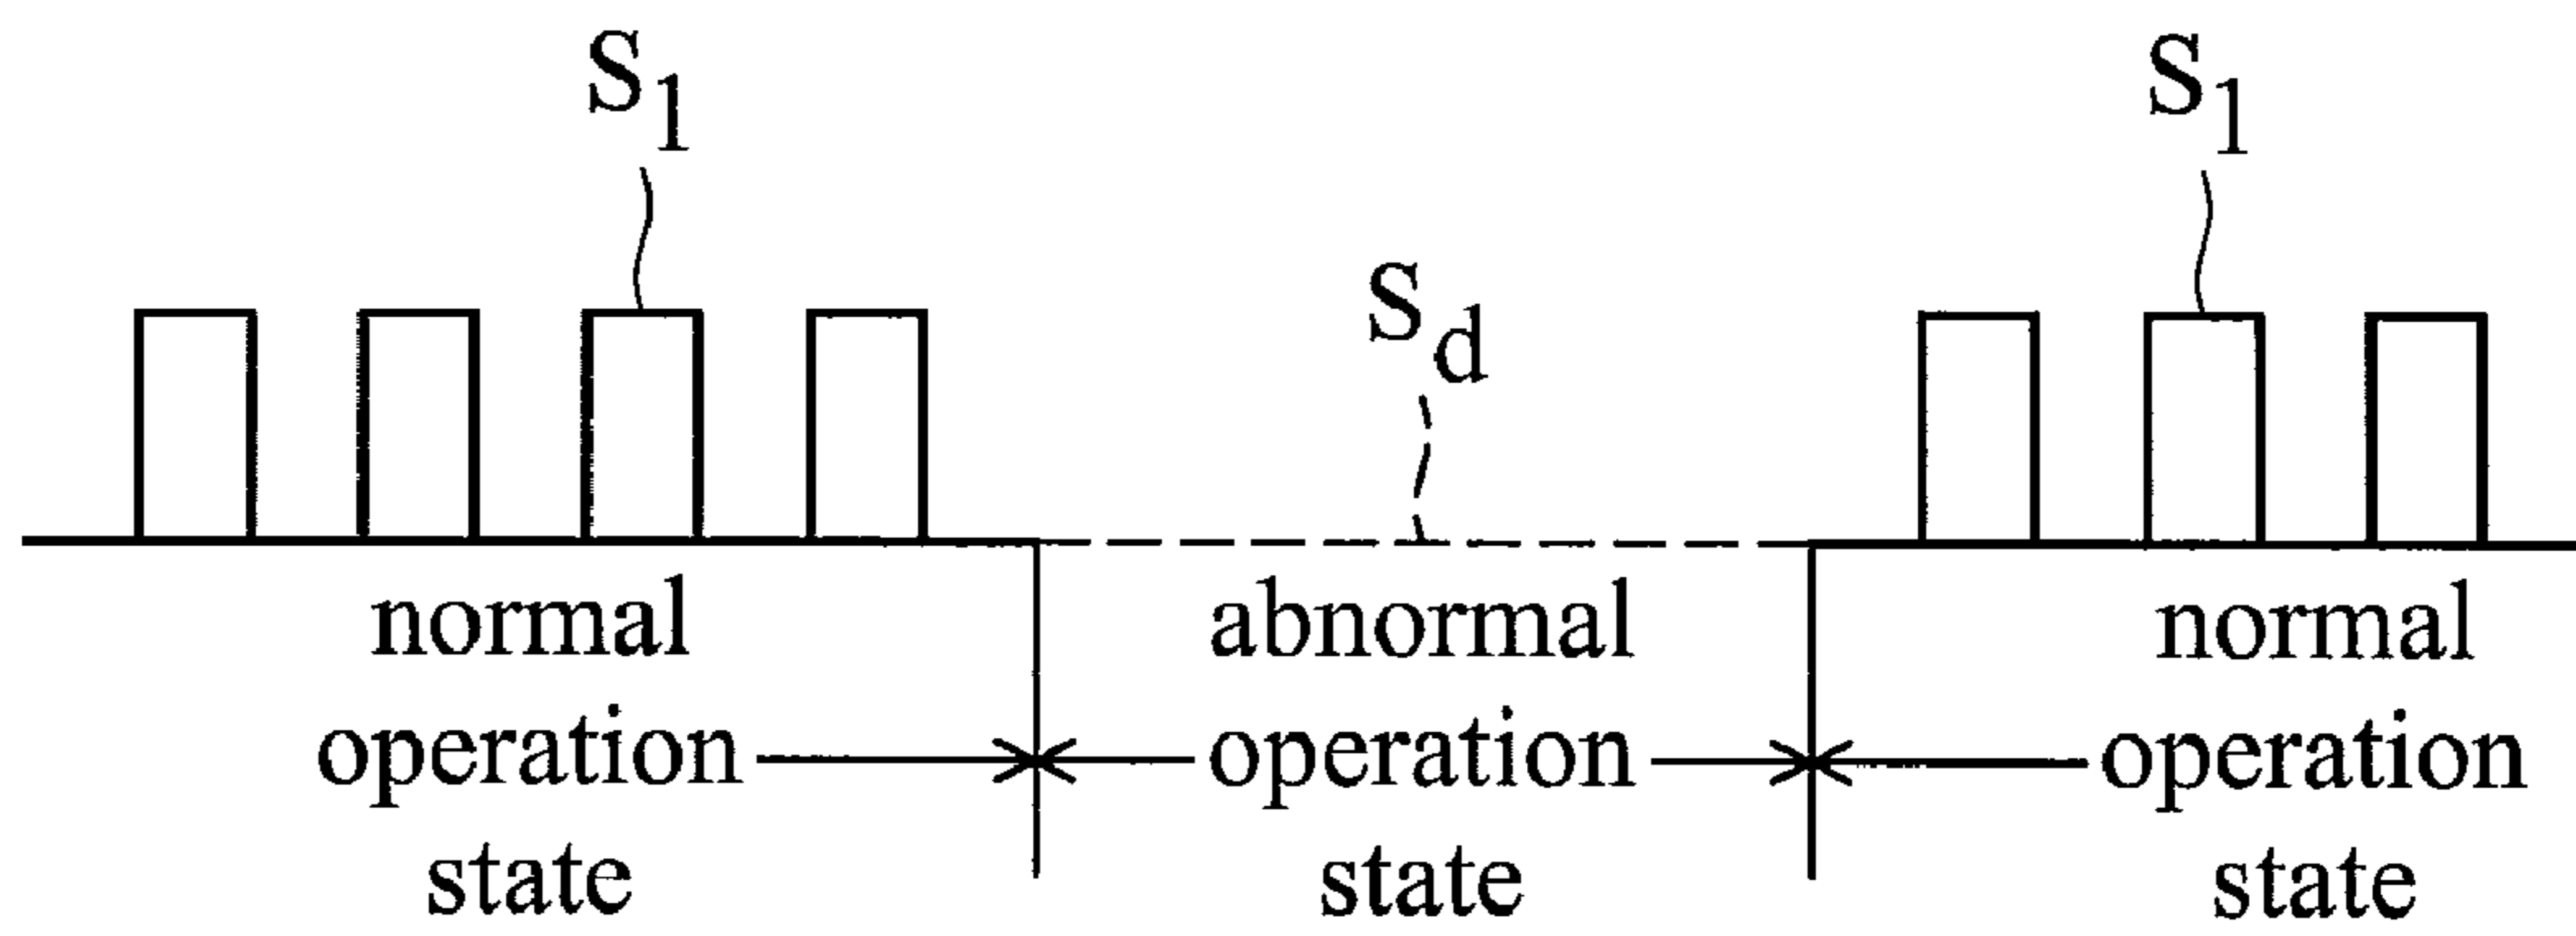 S1
S1
Sd
normal
operation
state
abnormal
operation
state
normal
operation
state